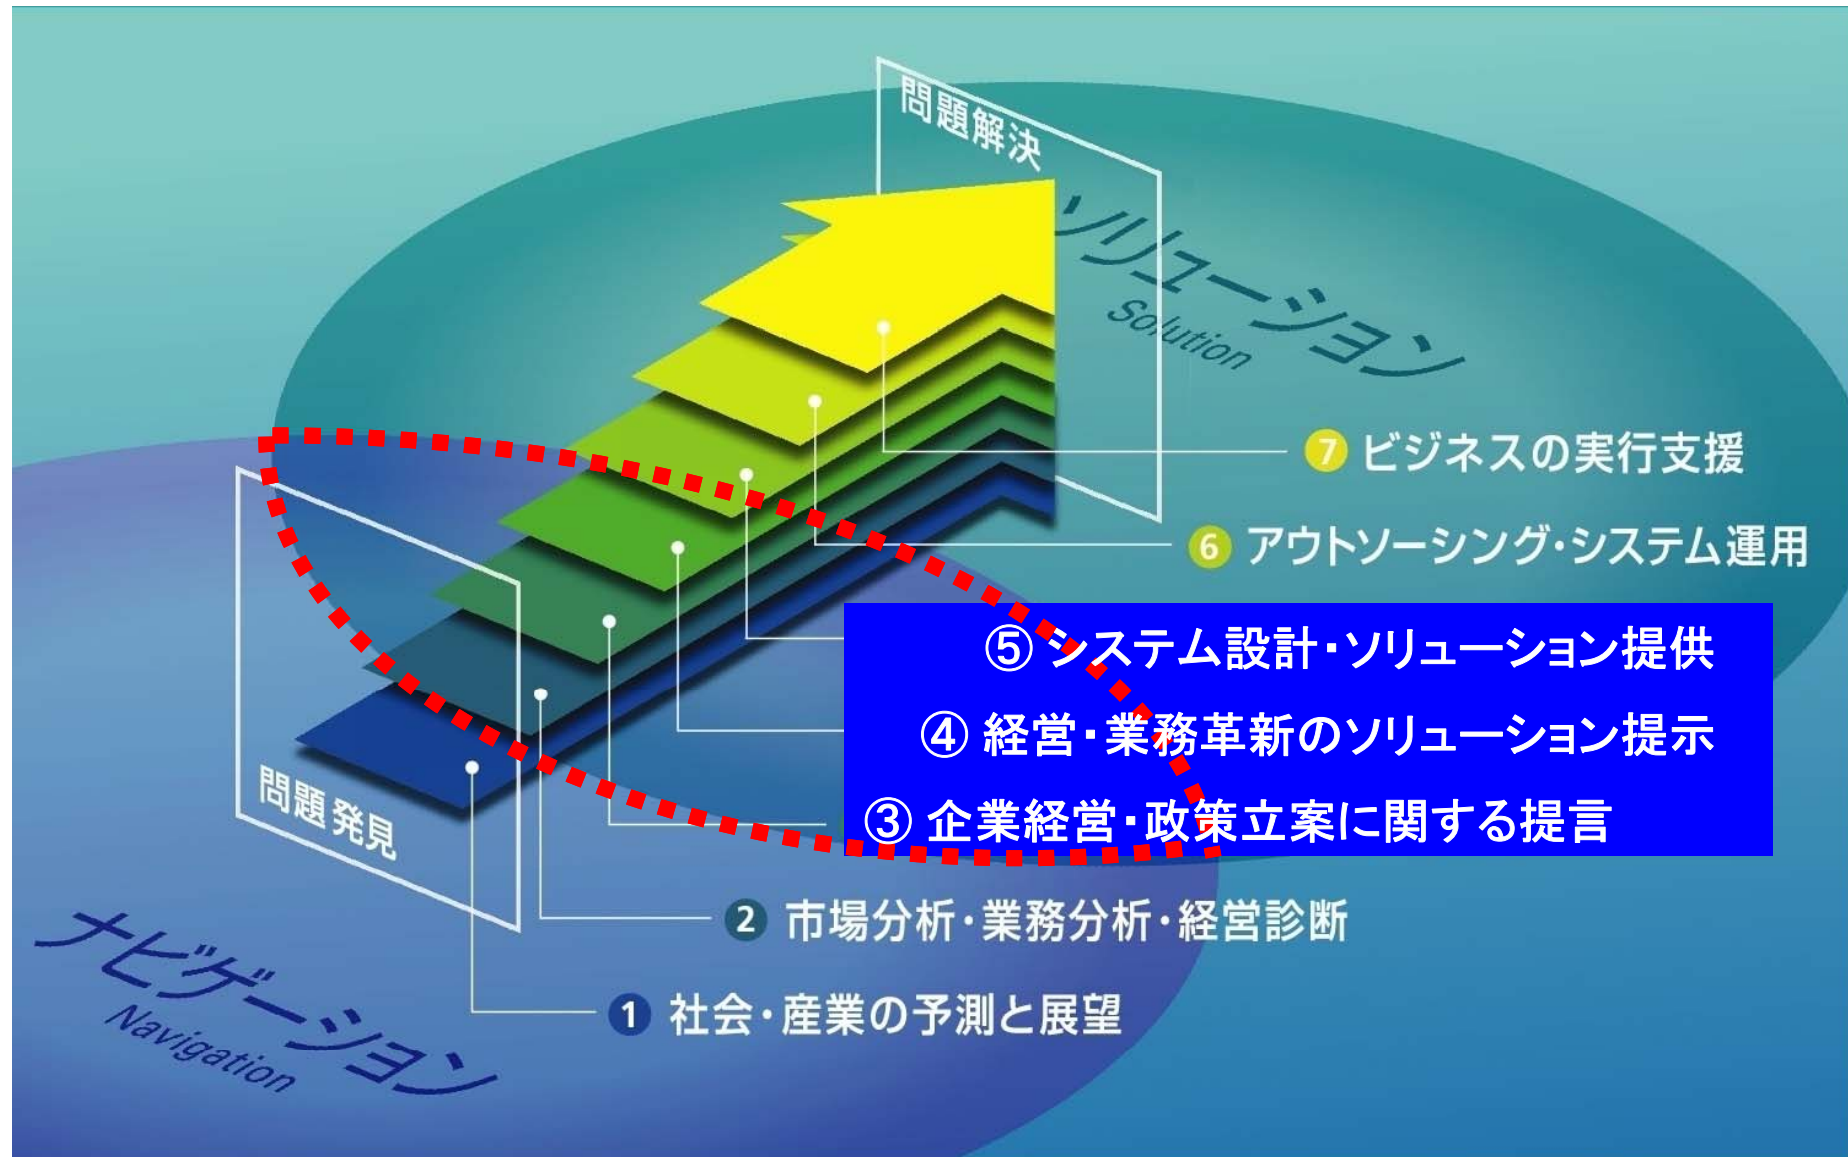 問題解決
ソリューション
Solution
7 ビジネスの実行支援
6 アウトソーシング・システム運用
⑤ システム設計・ソリューション提供
④ 経営・業務革新のソリューション提示
③ 企業経営・政策立案に関する提言
問題発見
2 市場分析・業務分析・経営診断
ナビゲーション
Navigation
1 社会・産業の予測と展望